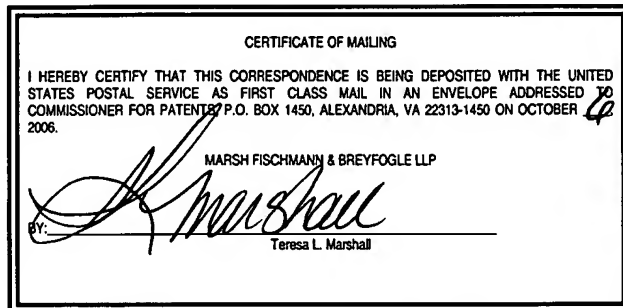 CERTIFICATE OF MAILING
I HEREBY CERTIFY THAT THIS CORRESPONDENCE IS BEING DEPOSITED WITH THE UNITED
STATES POSTAL SERVICE AS FIRST CLASS MAIL IN AN ENVELOPE ADDRESSED TO
COMMISSIONER FOR PATENTS, P.O. BOX 1450, ALEXANDRIA, VA 22313-1450 ON OCTOBER 6
2006.
MARSH FISCHMANN & BREYFOGLE LLP
BY: Marshall
Teresa L. Marshall